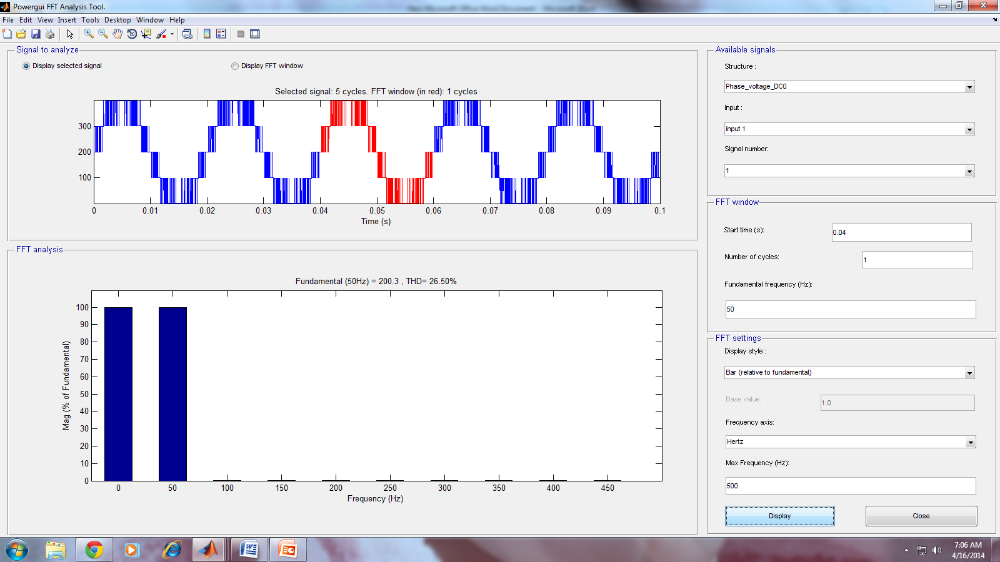 Powergui FFT Analysis Tool.
File Edit View Insert Tools Desktop Window Help
Signal to analyze
Display selected signal
Display FFT window
Selected signal: 5 cycles. FFT window (in red): 1 cycles
300
200
100
0 0.01 0.02 0.03 0.04 0.05 0.06 0.07 0.08 0.09 0.1
Time (s)
FFT analysis
Fundamental (50Hz) = 200.3 , THD= 26.50%
Mag (% of Fundamental)
100
90
80
70
60
50
40
30
20
10
0
0 50 100 150 200 250 300 350 400 450
Frequency (Hz)
Available signals
Structure :
Phase_voltage_DC0
Input :
input 1
Signal number:
1
FFT window
Start time (s):
0.04
Number of cycles:
1
Fundamental frequency (Hz):
50
FFT settings
Display style :
Bar (relative to fundamental)
Base value:
1.0
Frequency axis:
Hertz
Max Frequency (Hz):
500
Display
Close
7:06 AM
4/16/2014